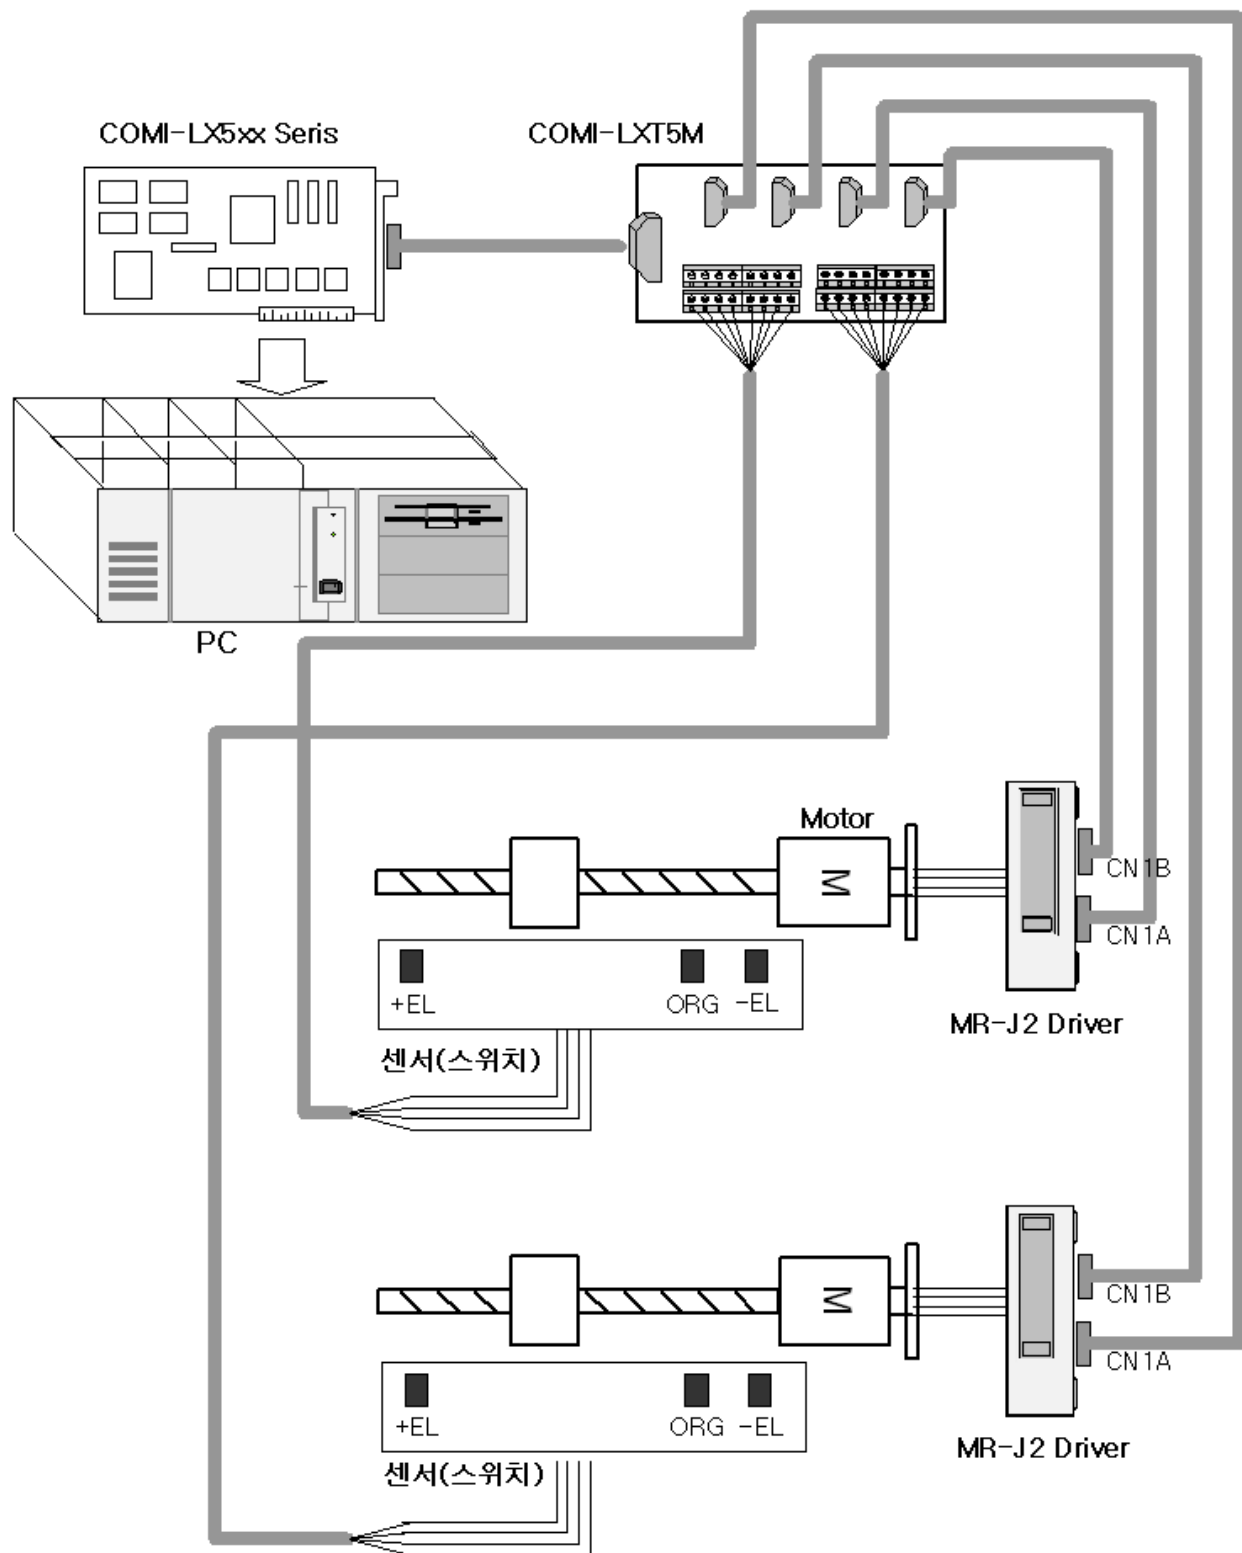 COMI-LX5xx Seris
COMI-LXT5M
PC
Motor
M
CN1B
CN1A
+EL
ORG
-EL
MR-J2 Driver
센서(스위치)
M
CN1B
CN1A
+EL
ORG
-EL
MR-J2 Driver
센서(스위치)